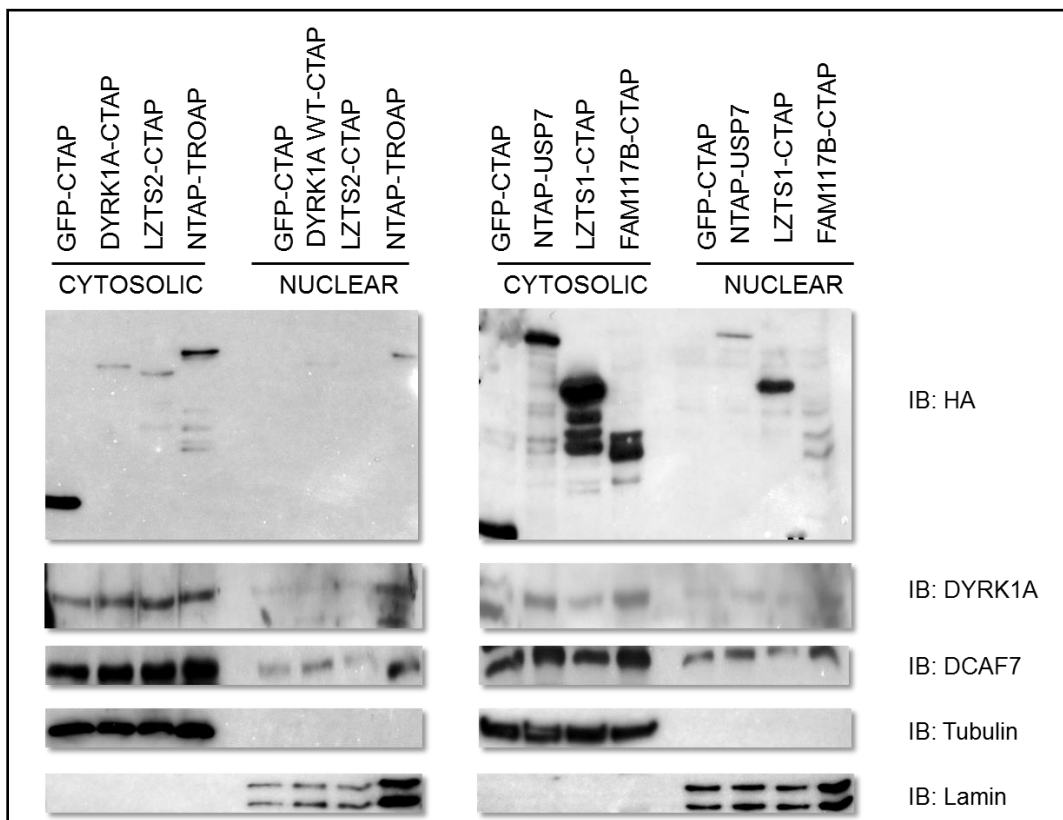 GFP-CTAP
DYRK1A-CTAP
LZTS2-CTAP
NTAP-TROAP
GFP-CTAP
DYRK1A WT-CTAP
LZTS2-CTAP
NTAP-TROAP
GFP-CTAP
NTAP-USP7
LZTS1-CTAP
FAM117B-CTAP
GFP-CTAP
NTAP-USP7
LZTS1-CTAP
FAM117B-CTAP
CYTOSOLIC
NUCLEAR
CYTOSOLIC
NUCLEAR
IB: HA
IB: DYRK1A
IB: DCAF7
IB: Tubulin
IB: Lamin